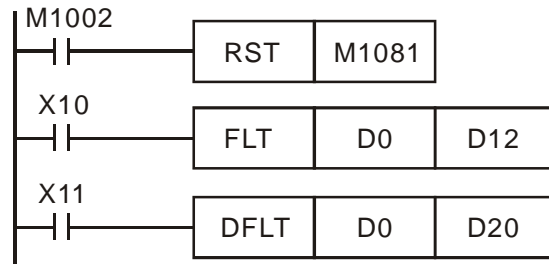 M1002
RST M1081
X10
FLT D0 D12
X11
DFLT D0 D20